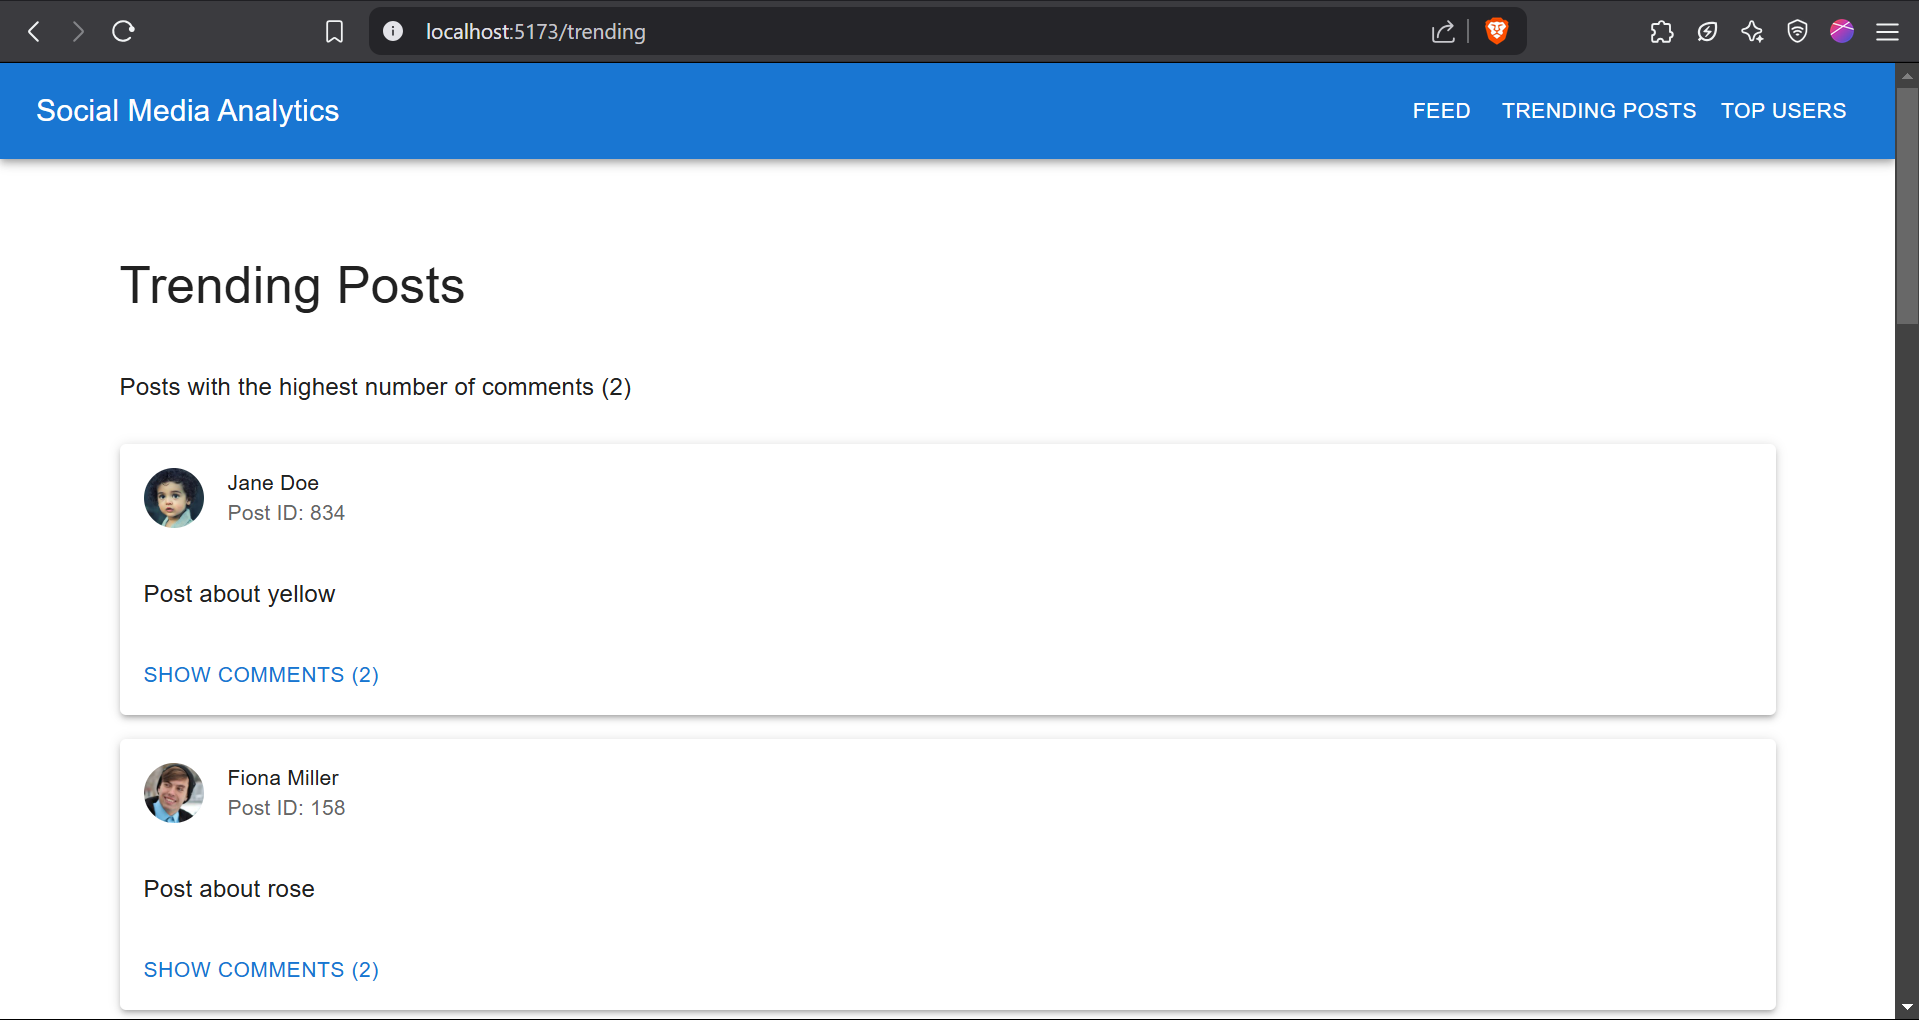 localhost:5173/trending
Social Media Analytics
FEED TRENDING POSTS TOP USERS
Trending Posts
Posts with the highest number of comments (2)
Jane Doe
Post ID: 834
Post about yellow
SHOW COMMENTS (2)
Fiona Miller
Post ID: 158
Post about rose
SHOW COMMENTS (2)